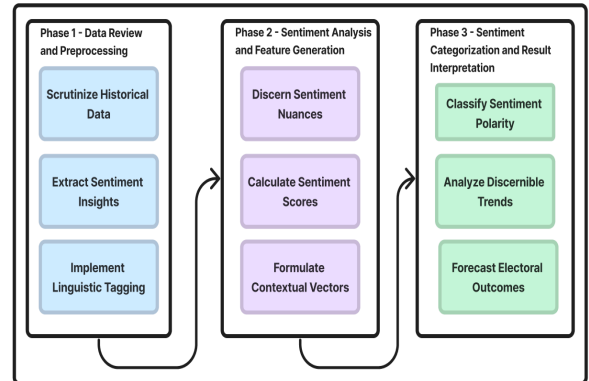 Phase 1 - Data Review
and Preprocessing
Scrutinize Historical
Data
Extract Sentiment
Insights
Implement
Linguistic Tagging
Phase 2 - Sentiment Analysis
and Feature Generation
Discern Sentiment
Nuances
Calculate Sentiment
Scores
Formulate
Contextual Vectors
Phase 3 - Sentiment
Categorization and Result
Interpretation
Classify Sentiment
Polarity
Analyze Discernible
Trends
Forecast Electoral
Outcomes